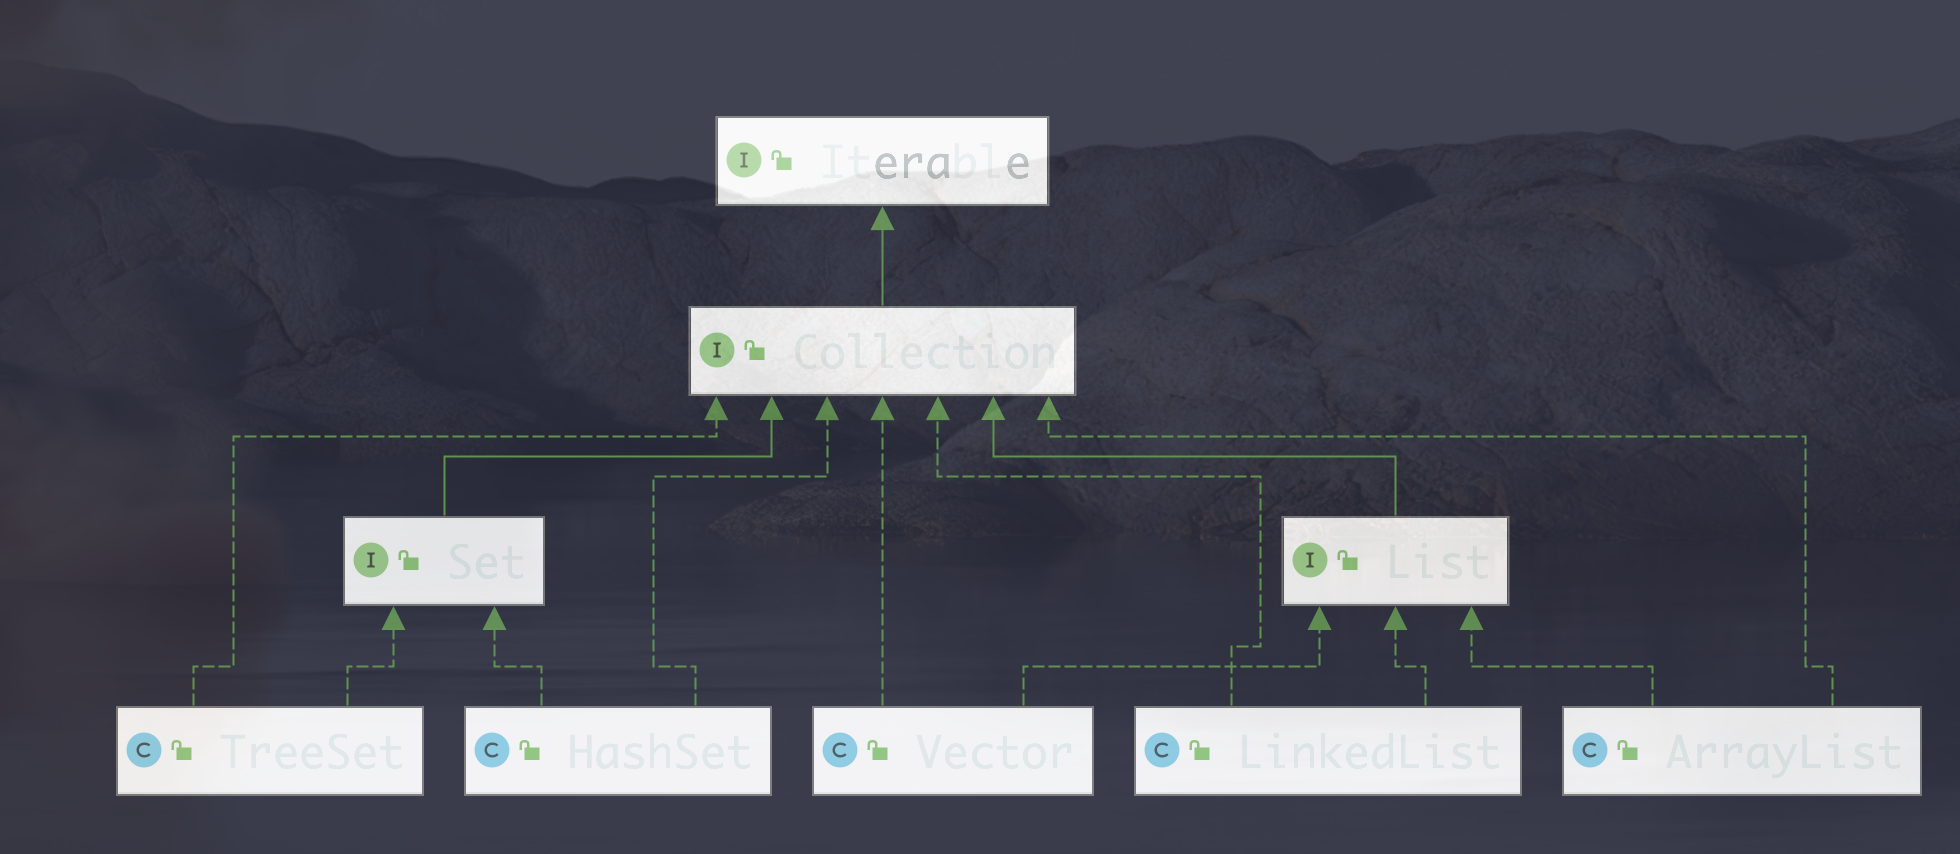 I Iterable
I Collection
I Set
I List
C TreeSet
C HashSet
C Vector
C LinkedList
C ArrayList